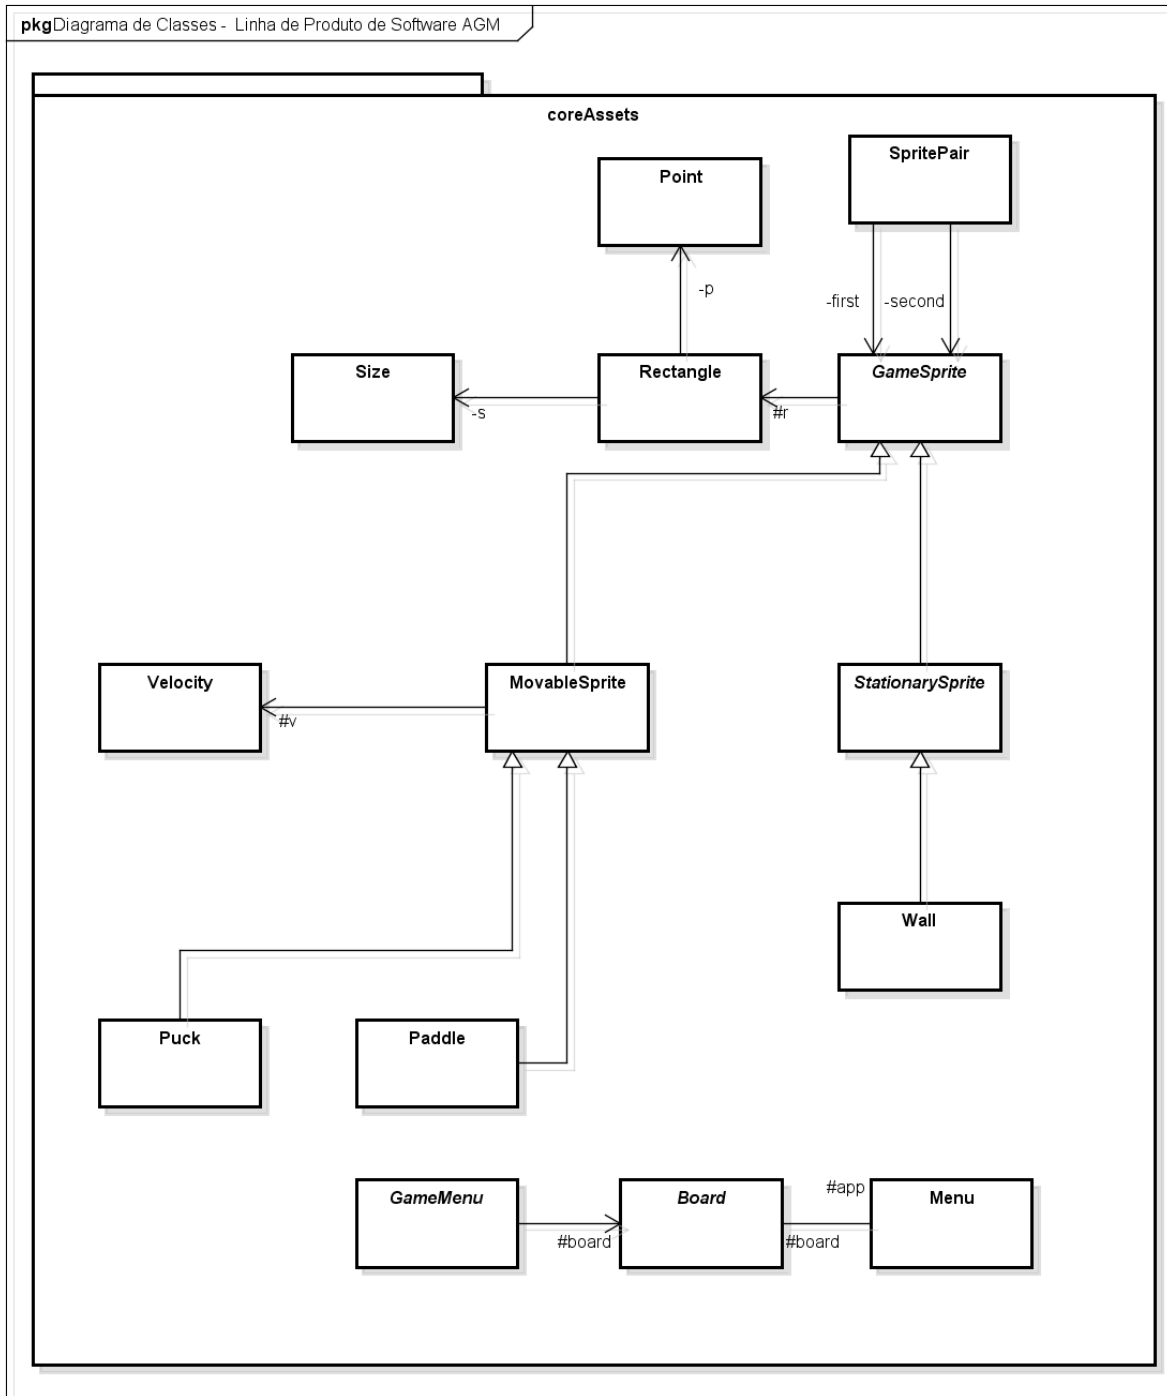 pkgDiagrama de Classes - Linha de Produto de Software AGM
coreAssets
SpritePair
Point
-p
-first
-second
Size
Rectangle
GameSprite
-s
#r
Velocity
MovableSprite
StationarySprite
#v
Wall
Puck
Paddle
GameMenu
Board
#app
Menu
#board
#board